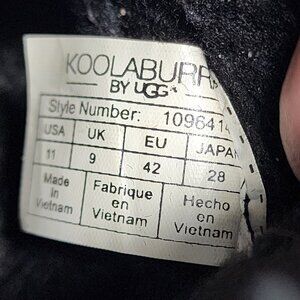 KOOLABURR
BY UGG
Style Number: 1096414
USA UK EU JAPAN
11 9 42 28
Made Fabrique Hecho
in en en
Vietnam Vietnam Vietnam